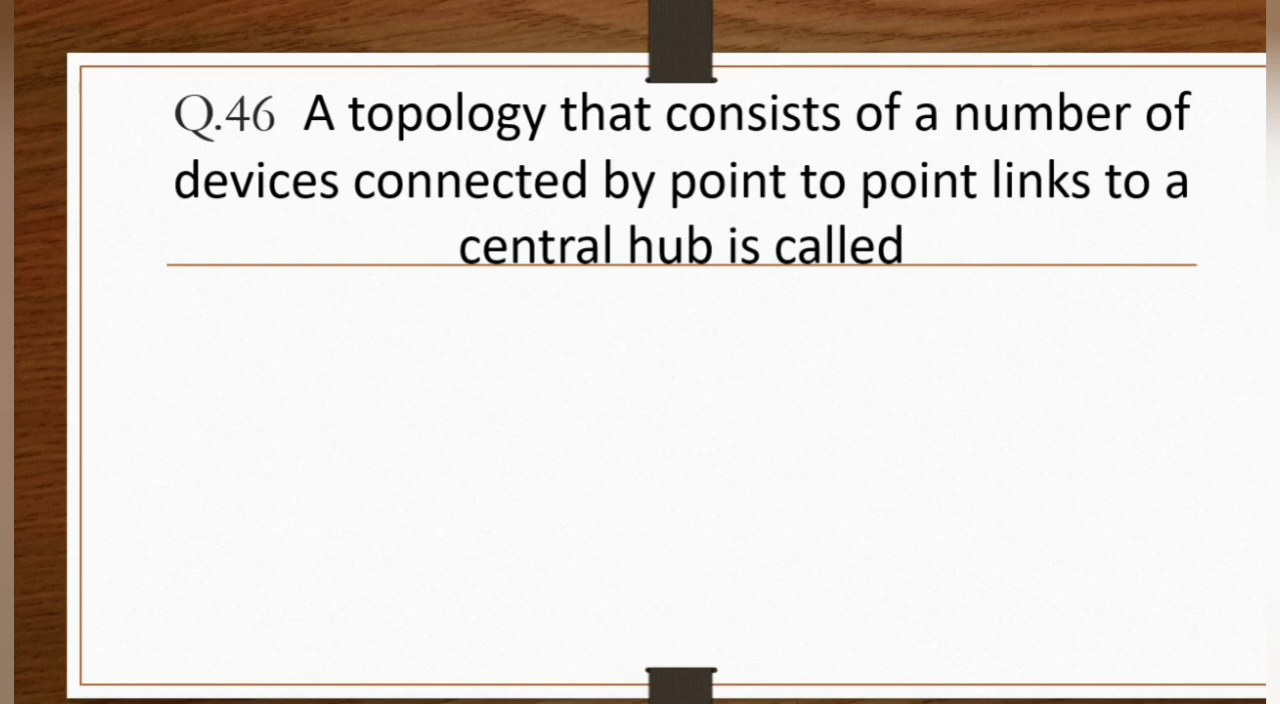 Q.46 A topology that consists of a number of
devices connected by point to point links to a
central hub is called